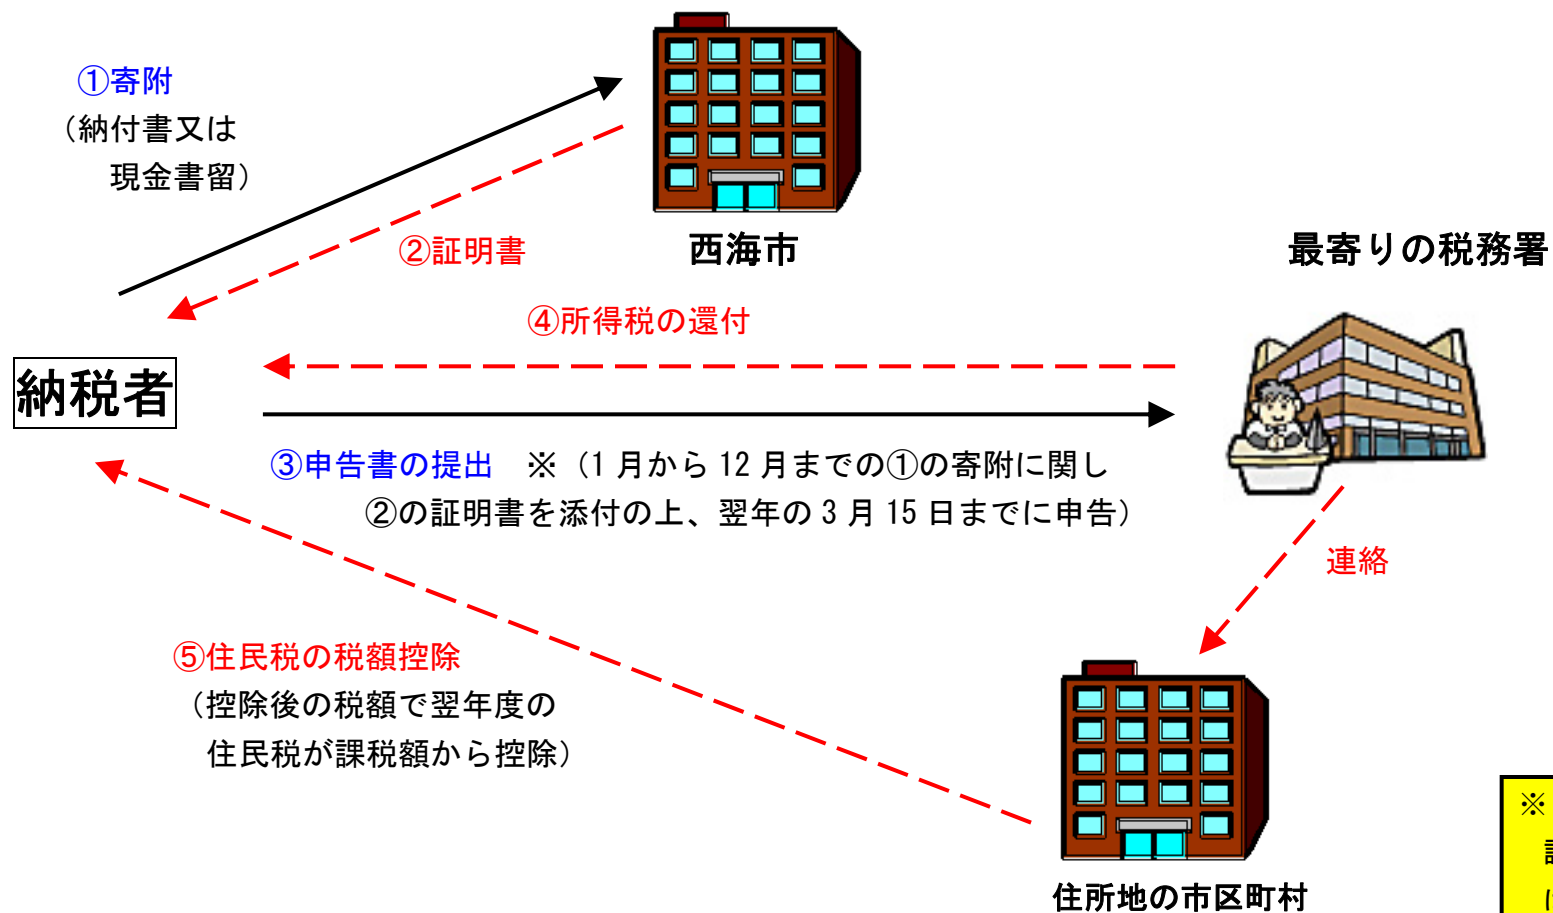 ①寄附
（納付書又は
現金書留）
②証明書
西海市
最寄りの税務署
④所得税の還付
納税者
③申告書の提出　※（1月から12月までの①の寄附に関し
②の証明書を添付の上、翌年の3月15日までに申告）
連絡
⑤住民税の税額控除
（控除後の税額で翌年度の
住民税が課税額から控除）
住所地の市区町村
※